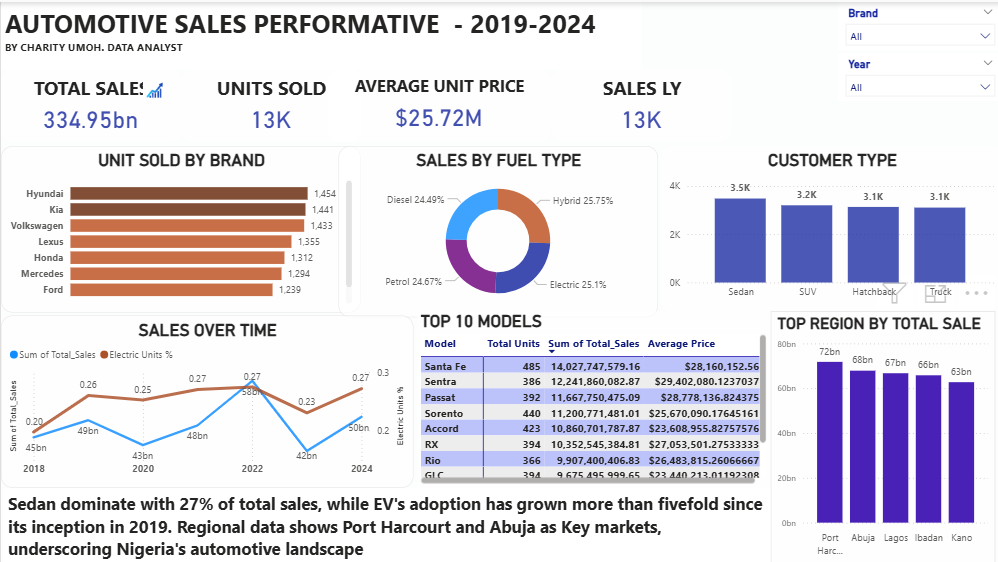 AUTOMOTIVE SALES PERFORMATIVE - 2019-2024
BY CHARITY UMOH. DATA ANALYST
Brand
All
Year
All
TOTAL SALES
334.95bn
UNITS SOLD
13K
AVERAGE UNIT PRICE
$25.72M
SALES LY
13K
UNIT SOLD BY BRAND
Hyundai 1,454
Kia 1,441
Volkswagen 1,433
Lexus 1,355
Honda 1,312
Mercedes 1,294
Ford 1,239
SALES BY FUEL TYPE
Diesel 24.49%
Hybrid 25.75%
Petrol 24.67%
Electric 25.1%
CUSTOMER TYPE
4K
2K
0K
3.5K 3.2K 3.1K 3.1K
Sedan SUV Hatchback Truck
SALES OVER TIME
Sum of Total_Sales Electric Units %
Sum of Total_Sales
0.20 0.26 0.25 0.27 0.27 0.23 0.27
45bn 49bn 43bn 48bn 58bn 42bn 50bn
0.3
0.2
Electric Units %
2018 2020 2022 2024
TOP 10 MODELS
Model Total Units Sum of Total_Sales Average Price
Santa Fe 485 14,027,747,579.16 $28,160,152.56
Sentra 386 12,241,860,082.87 $29,402,080.1237037
Passat 392 11,667,750,475.09 $28,778,136.824375
Sorento 440 11,200,771,481.01 $25,670,090.17645161
Accord 423 10,860,701,787.87 $23,608,955.82757576
RX 394 10,352,545,384.81 $27,053,501.27533333
Rio 366 9,907,400,406.83 $26,483,815.26066667
GLC 394 9,675,495,999.65 $23,440,213.01192308
TOP REGION BY TOTAL SALE
80bn
60bn
40bn
20bn
0bn
72bn 68bn 67bn 66bn 63bn
Port Harc... Abuja Lagos Ibadan Kano
Sedan dominate with 27% of total sales, while EV's adoption has grown more than fivefold since
its inception in 2019. Regional data shows Port Harcourt and Abuja as Key markets,
underscoring Nigeria's automotive landscape